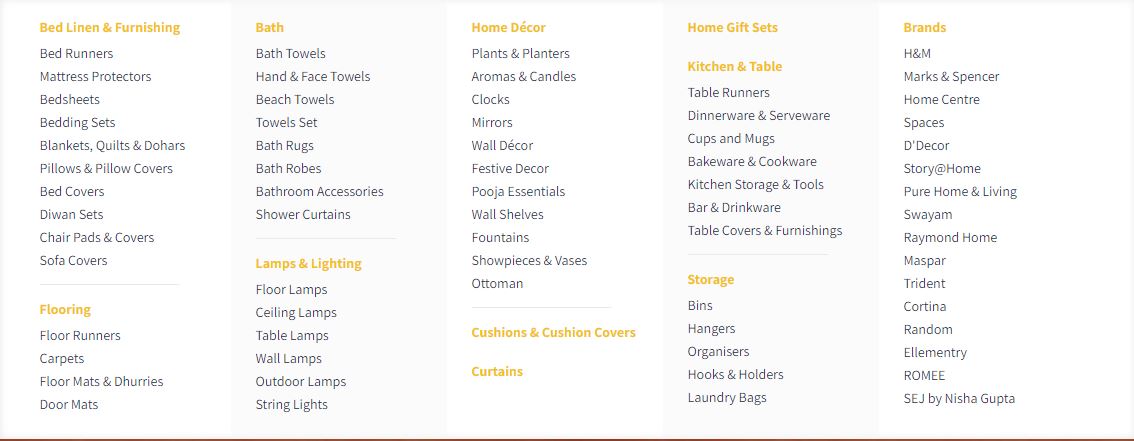 Bed Linen & Furnishing
Bed Runners
Mattress Protectors
Bedsheets
Bedding Sets
Blankets, Quilts & Dohars
Pillows & Pillow Covers
Bed Covers
Diwan Sets
Chair Pads & Covers
Sofa Covers
Flooring
Floor Runners
Carpets
Floor Mats & Dhurries
Door Mats
Bath
Bath Towels
Hand & Face Towels
Beach Towels
Towels Set
Bath Rugs
Bath Robes
Bathroom Accessories
Shower Curtains
Lamps & Lighting
Floor Lamps
Ceiling Lamps
Table Lamps
Wall Lamps
Outdoor Lamps
String Lights
Home Décor
Plants & Planters
Aromas & Candles
Clocks
Mirrors
Wall Décor
Festive Decor
Pooja Essentials
Wall Shelves
Fountains
Showpieces & Vases
Ottoman
Cushions & Cushion Covers
Curtains
Home Gift Sets
Kitchen & Table
Table Runners
Dinnerware & Serveware
Cups and Mugs
Bakeware & Cookware
Kitchen Storage & Tools
Bar & Drinkware
Table Covers & Furnishings
Storage
Bins
Hangers
Organisers
Hooks & Holders
Laundry Bags
Brands
H&M
Marks & Spencer
Home Centre
Spaces
D'Decor
Story@Home
Pure Home & Living
Swayam
Raymond Home
Maspar
Trident
Cortina
Random
Ellementry
ROMEE
SEJ by Nisha Gupta